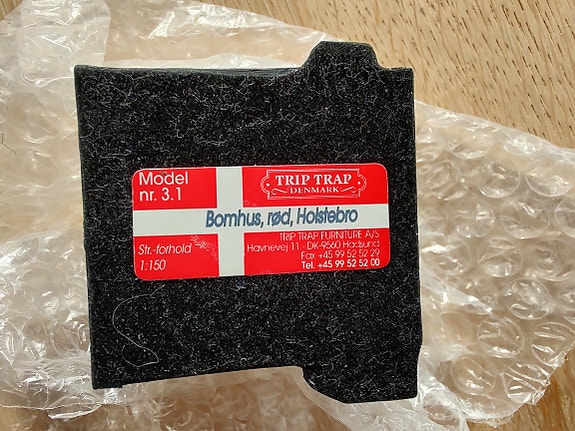 Model
nr. 3.1
TRIP TRAP
DENMARK
Bomhus, rød, Holstebro
Str.-forhold
1:150
TRIP TRAP FURNITURE A/S
Havnevej 11 - DK-9560 Hadsund
Fax +45 99 52 52 29
Tel. +45 99 52 52 00